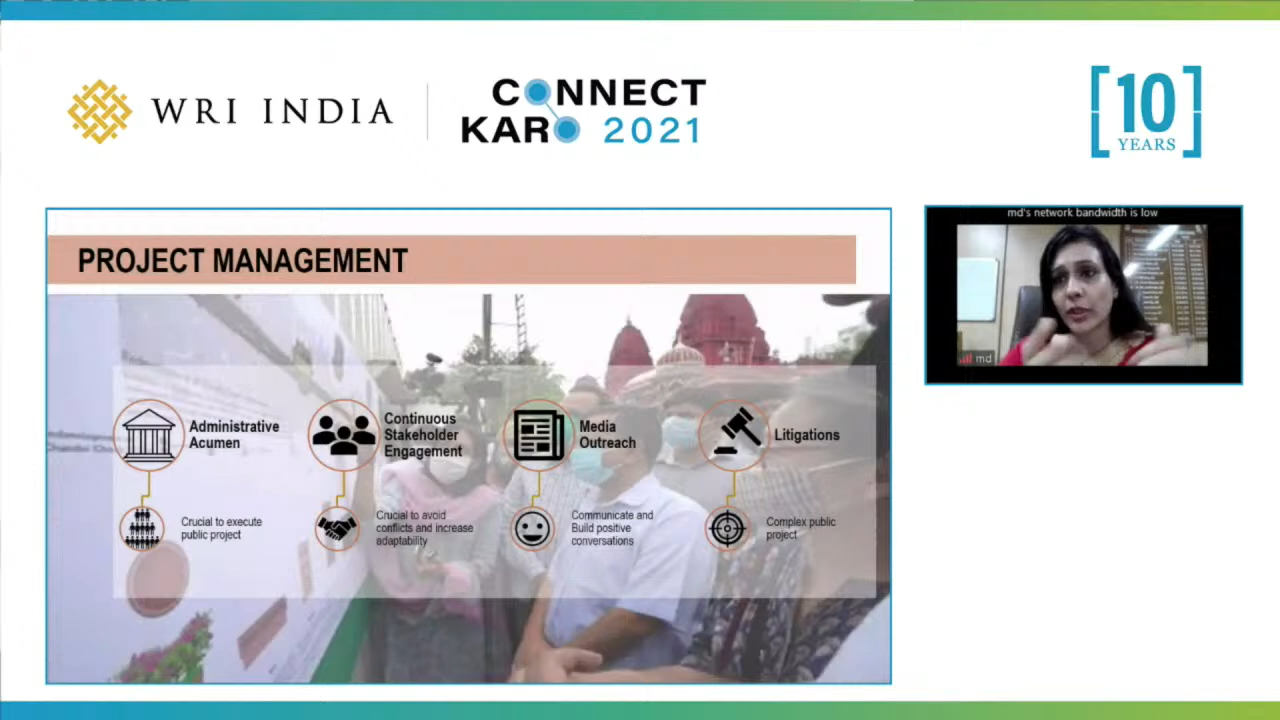 WRI INDIA
CONNECT
KARO 2021
10
YEARS
md's network bandwidth is low
md
PROJECT MANAGEMENT
Administrative
Acumen
Continuous
Stakeholder
Engagement
Media
Outreach
Litigations
Crucial to execute
public project
Crucial to avoid
conflicts and increase
adaptability
Communicate and
Build positive
conversations
Complex public
project